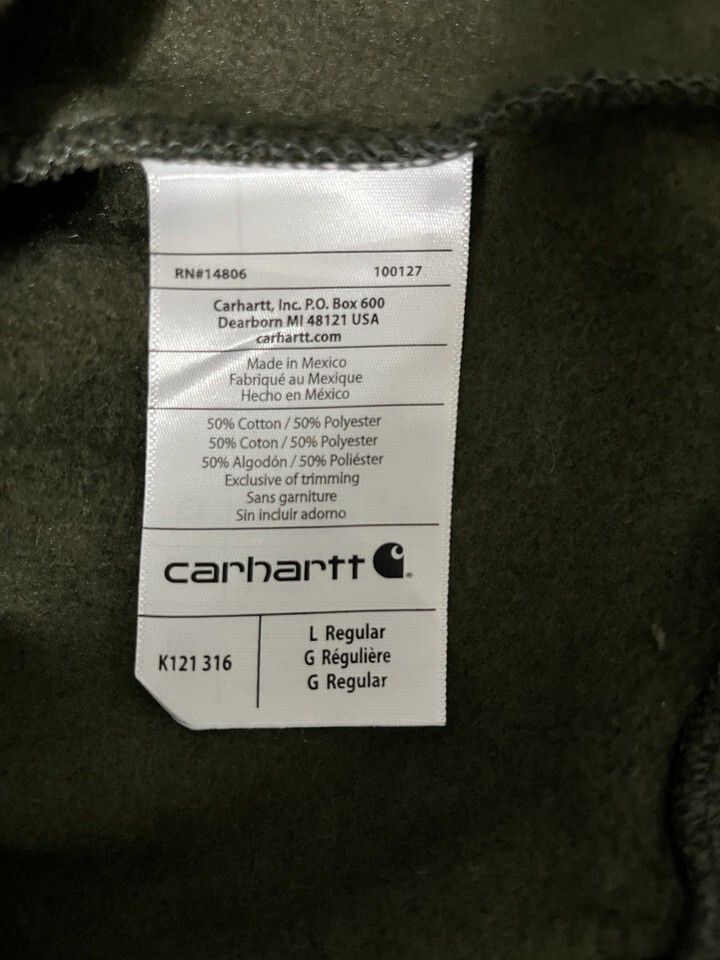 RN#14806 100127
Carhartt, Inc. P.O. Box 600
Dearborn MI 48121 USA
carhartt.com
Made in Mexico
Fabriqué au Mexique
Hecho en México
50% Cotton / 50% Polyester
50% Coton / 50% Polyester
50% Algodón / 50% Poliéster
Exclusive of trimming
Sans garniture
Sin incluir adorno
carhartt
K121 316
L Regular
G Régulière
G Regular